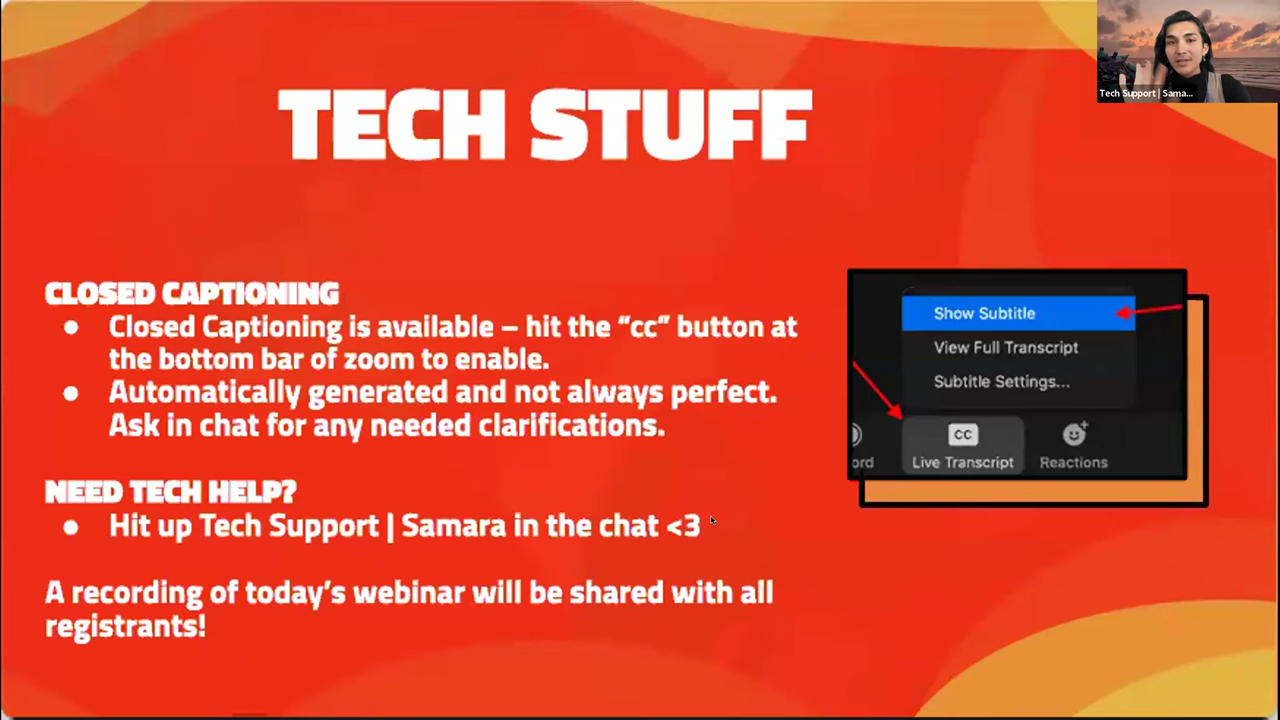 Tech Support | Sama...
TECH STUFF
CLOSED CAPTIONING
● Closed Captioning is available – hit the “cc” button at
the bottom bar of zoom to enable.
● Automatically generated and not always perfect.
Ask in chat for any needed clarifications.
NEED TECH HELP?
● Hit up Tech Support | Samara in the chat <3
A recording of today’s webinar will be shared with all
registrants!
Show Subtitle
View Full Transcript
Subtitle Settings...
CC
ord
Live Transcript
Reactions